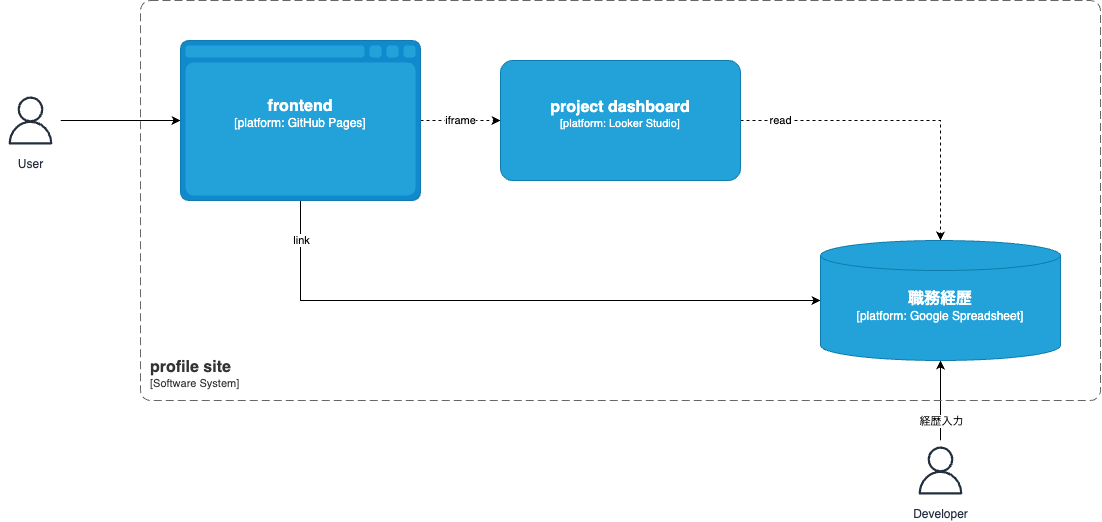 frontend
[platform: GitHub Pages]
project dashboard
[platform: Looker Studio]
iframe
read
User
link
職務経歴
[platform: Google Spreadsheet]
profile site
[Software System]
経歴入力
Developer